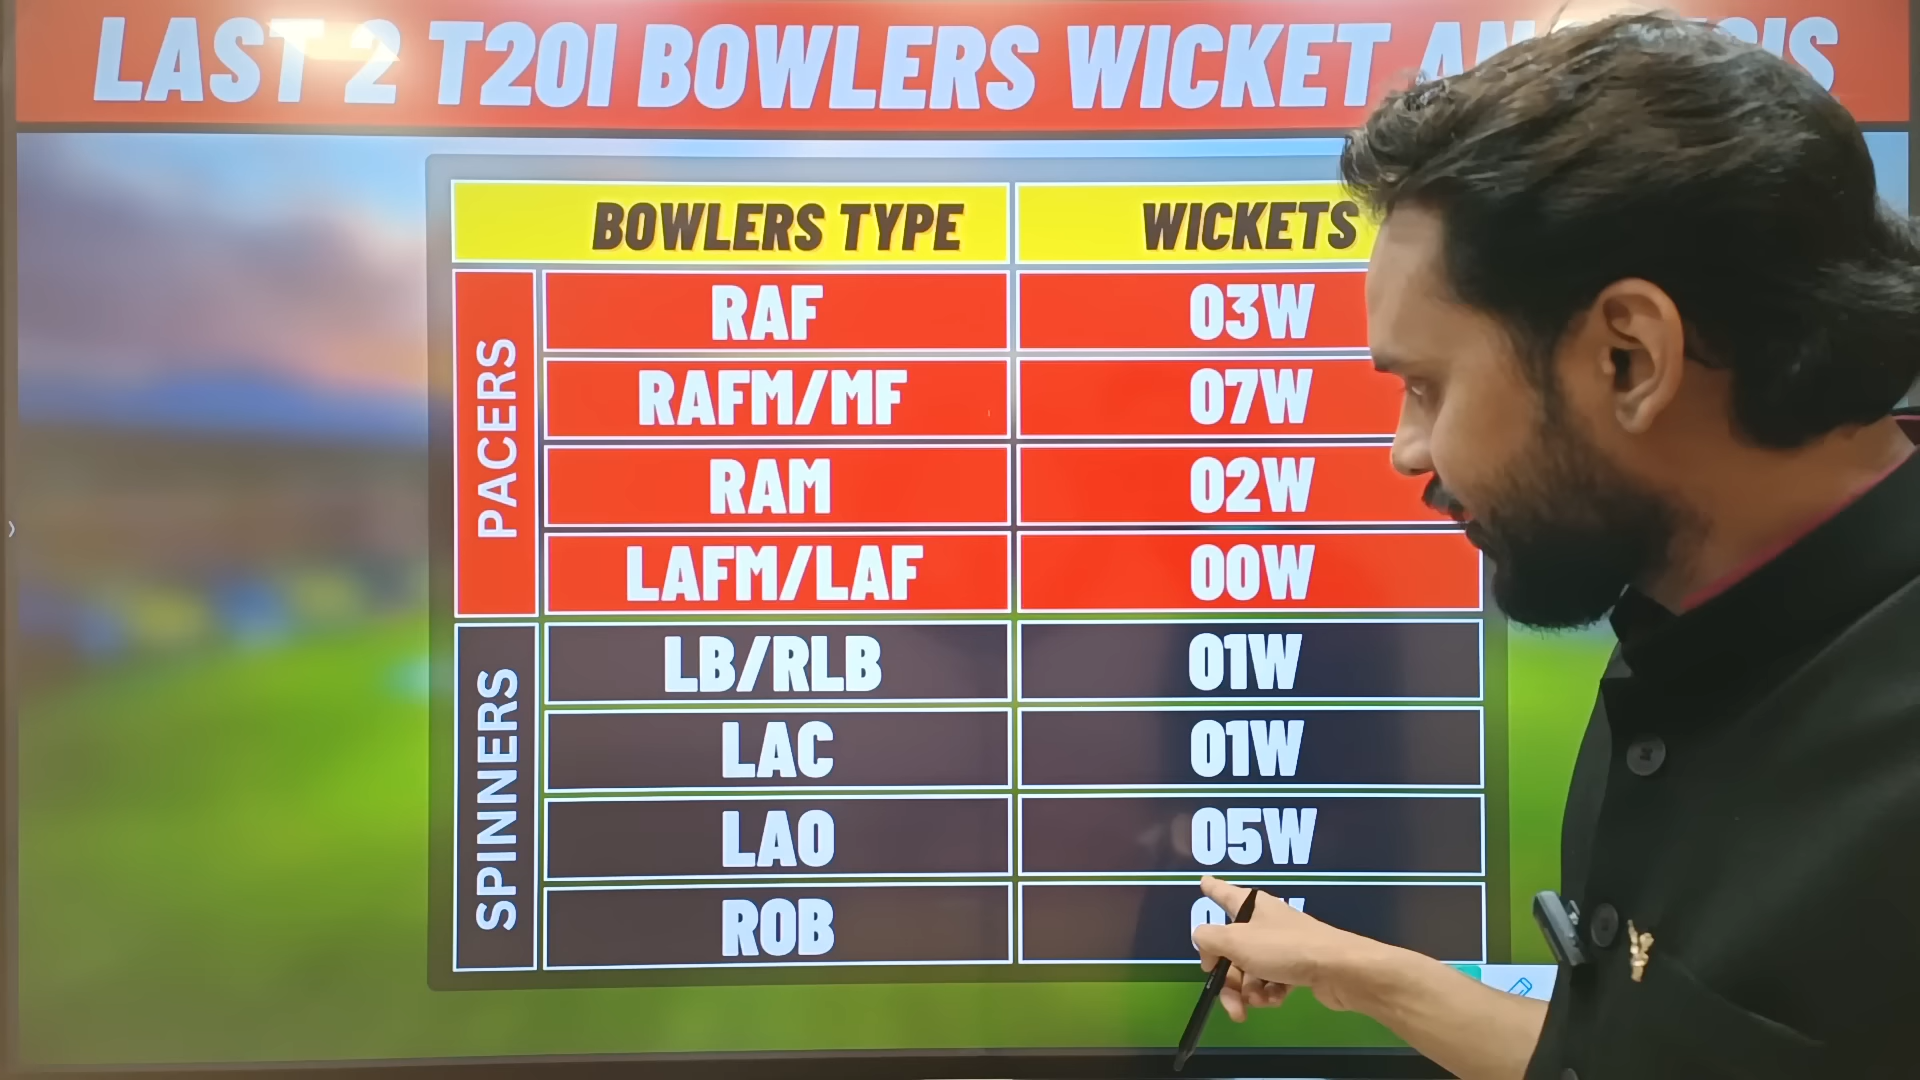 LAST 2 T20I BOWLERS WICKET
BOWLERS TYPE WICKETS
PACERS
RAF 03W
RAFM/MF 07W
RAM 02W
LAFM/LAF 00W
SPINNERS
LB/RLB 01W
LAC 01W
LAO 05W
ROB